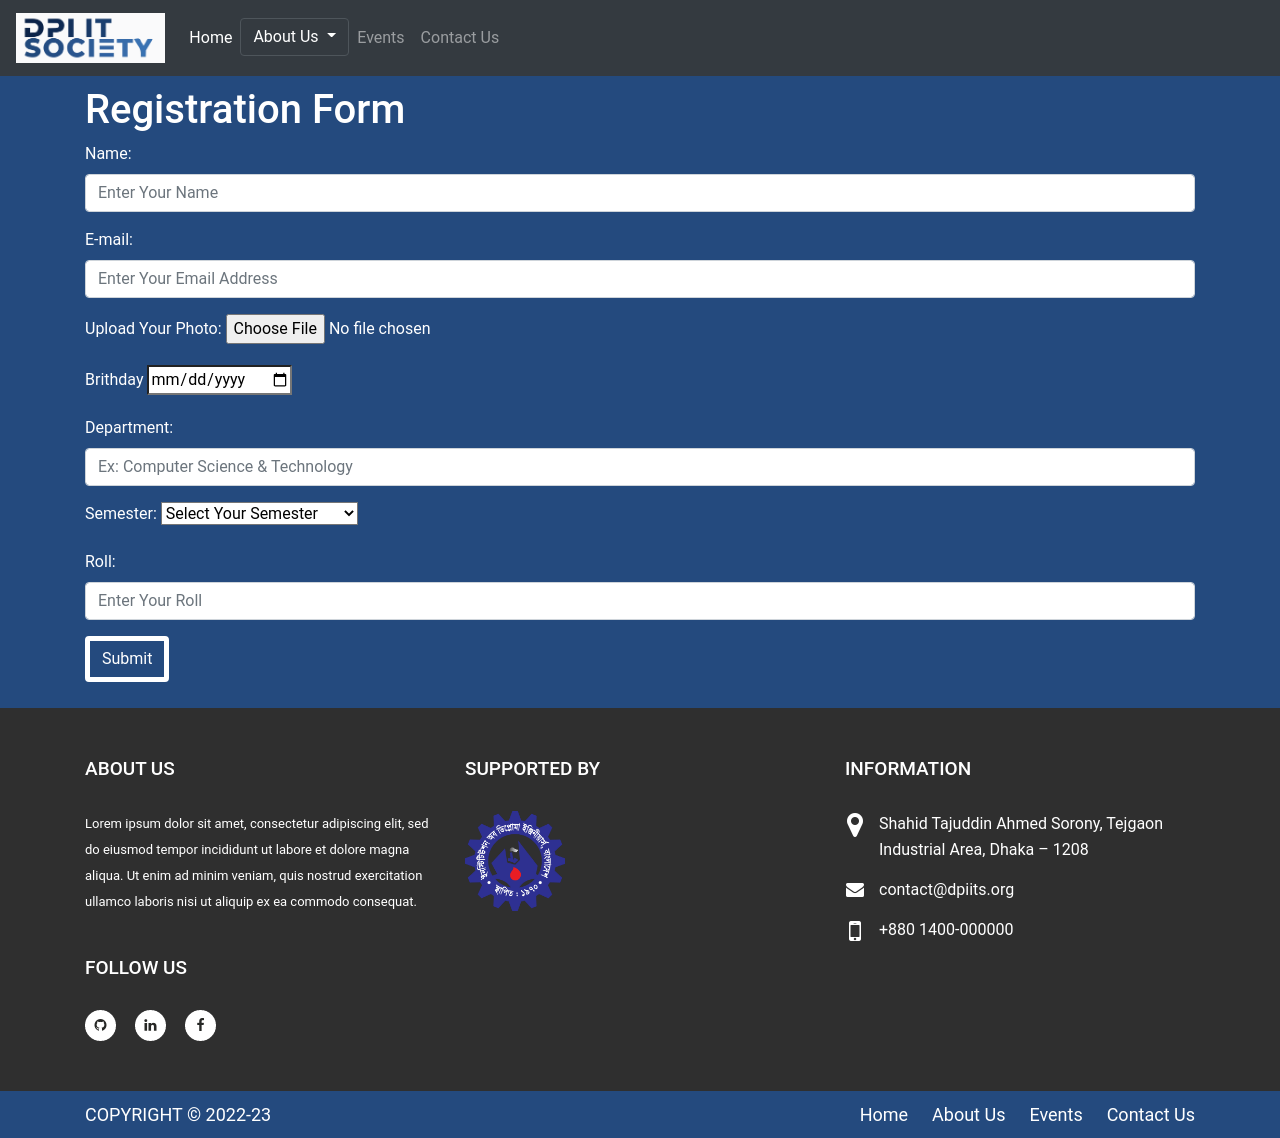 DPI IT
SOCIETY
Home About Us Events Contact Us
Registration Form
Name:
Enter Your Name
E-mail:
Enter Your Email Address
Upload Your Photo: Choose File No file chosen
Brithday mm/dd/yyyy
Department:
Ex: Computer Science & Technology
Semester: Select Your Semester
Roll:
Enter Your Roll
Submit
ABOUT US
Lorem ipsum dolor sit amet, consectetur adipiscing elit, sed
do eiusmod tempor incididunt ut labore et dolore magna
aliqua. Ut enim ad minim veniam, quis nostrud exercitation
ullamco laboris nisi ut aliquip ex ea commodo consequat.
FOLLOW US
SUPPORTED BY
ইনস্টিটিউশন অব ডিপ্লোমা ইঞ্জিনীয়ার্স, বাংলাদেশ
স্থাপিত : ১৯৭০
INFORMATION
Shahid Tajuddin Ahmed Sorony, Tejgaon
Industrial Area, Dhaka – 1208
contact@dpiits.org
+880 1400-000000
COPYRIGHT © 2022-23
Home About Us Events Contact Us